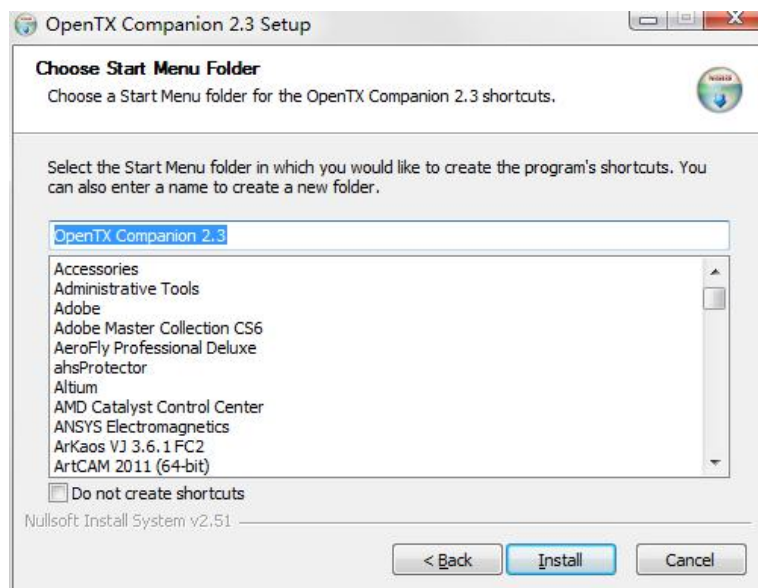 OpenTX Companion 2.3 Setup
Choose Start Menu Folder
Choose a Start Menu folder for the OpenTX Companion 2.3 shortcuts.
Select the Start Menu folder in which you would like to create the program's shortcuts. You
can also enter a name to create a new folder.
OpenTX Companion 2.3
Accessories
Administrative Tools
Adobe
Adobe Master Collection CS6
AeroFly Professional Deluxe
ahsProtector
Altium
AMD Catalyst Control Center
ANSYS Electromagnetics
ArKaos VJ 3.6.1 FC2
ArtCAM 2011 (64-bit)
Do not create shortcuts
Nullsoft Install System v2.51
< Back
Install
Cancel